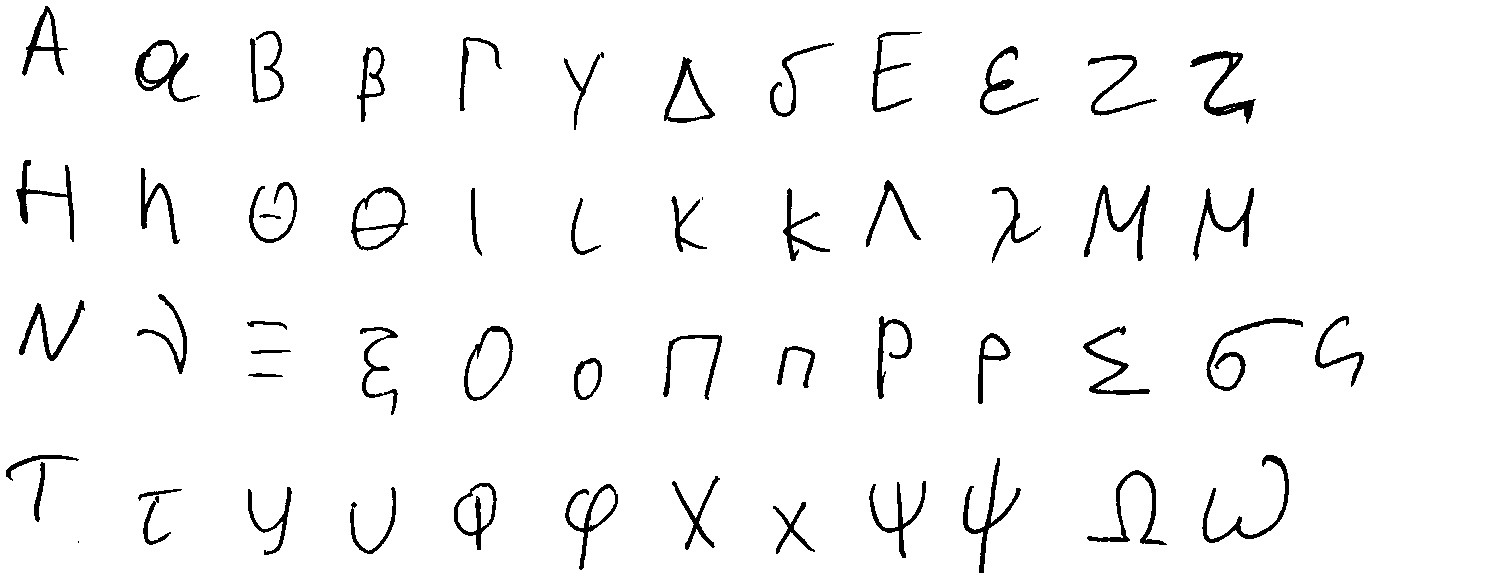 Α α Β β Γ γ Δ δ Ε ε Ζ ζ
Η η Θ θ Ι ι Κ κ Λ λ Μ μ
Ν ν Ξ ξ Ο ο Π π Ρ ρ Σ σ ς
Τ τ Υ υ Φ φ Χ χ Ψ ψ Ω ω